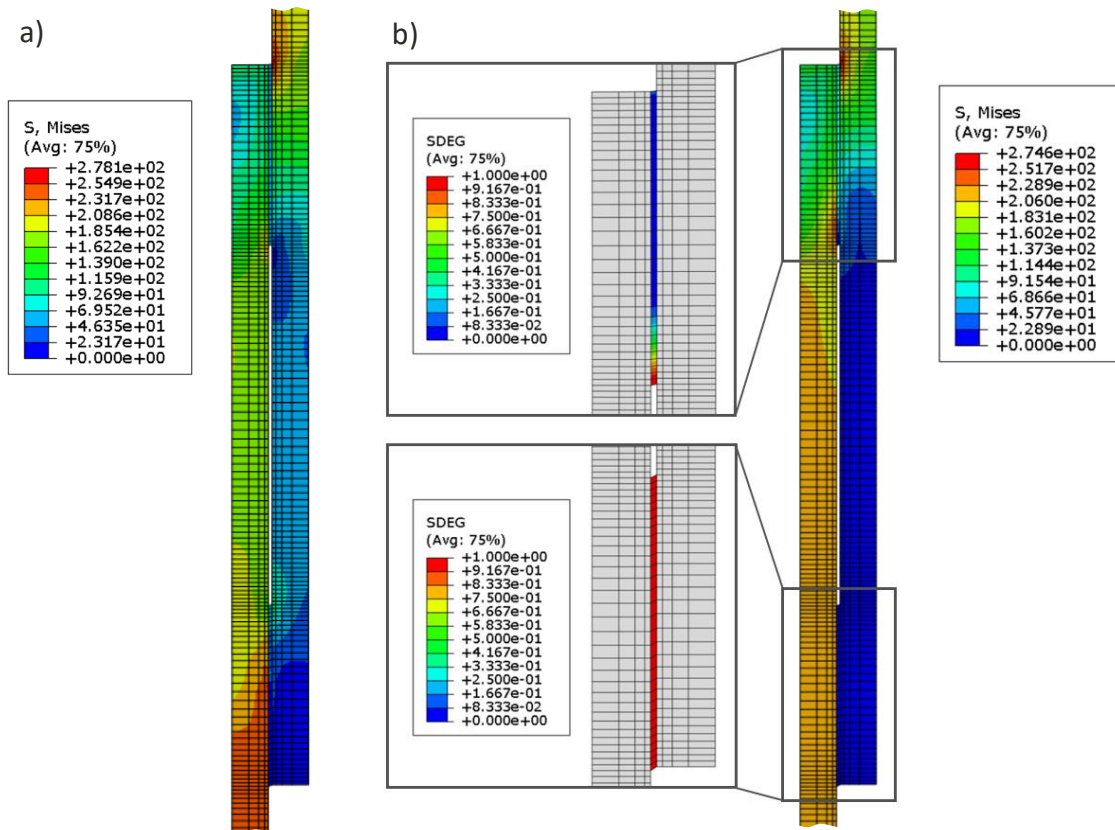 a)
S, Mises
(Avg: 75%)
+2.781e+02
+2.549e+02
+2.317e+02
+2.086e+02
+1.854e+02
+1.622e+02
+1.390e+02
+1.159e+02
+9.269e+01
+6.952e+01
+4.635e+01
+2.317e+01
+0.000e+00
b)
SDEG
(Avg: 75%)
+1.000e+00
+9.167e-01
+8.333e-01
+7.500e-01
+6.667e-01
+5.833e-01
+5.000e-01
+4.167e-01
+3.333e-01
+2.500e-01
+1.667e-01
+8.333e-02
+0.000e+00
SDEG
(Avg: 75%)
+1.000e+00
+9.167e-01
+8.333e-01
+7.500e-01
+6.667e-01
+5.833e-01
+5.000e-01
+4.167e-01
+3.333e-01
+2.500e-01
+1.667e-01
+8.333e-02
+0.000e+00
S, Mises
(Avg: 75%)
+2.746e+02
+2.517e+02
+2.289e+02
+2.060e+02
+1.831e+02
+1.602e+02
+1.373e+02
+1.144e+02
+9.154e+01
+6.866e+01
+4.577e+01
+2.289e+01
+0.000e+00